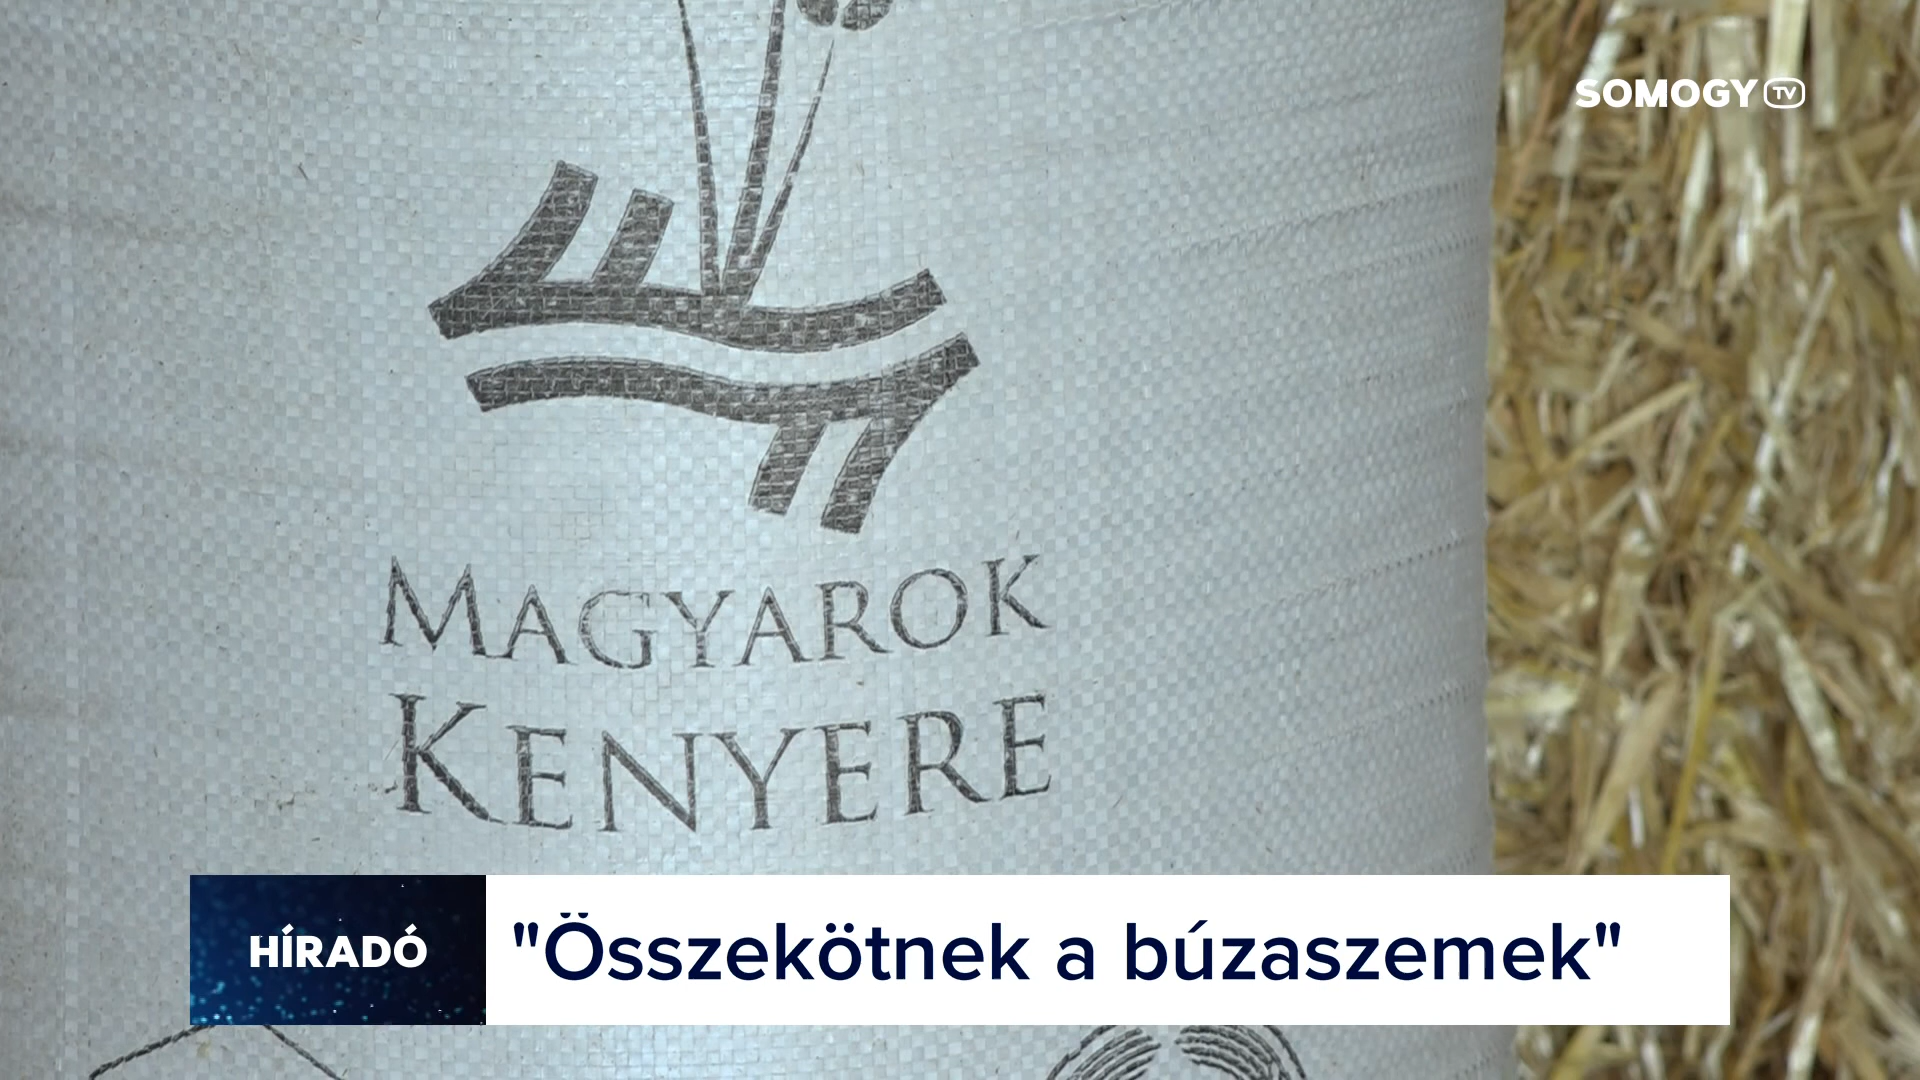 SOMOGY TV
MAGYAROK
KENYERE
HÍRADÓ
"Összekötnek a búzaszemek"